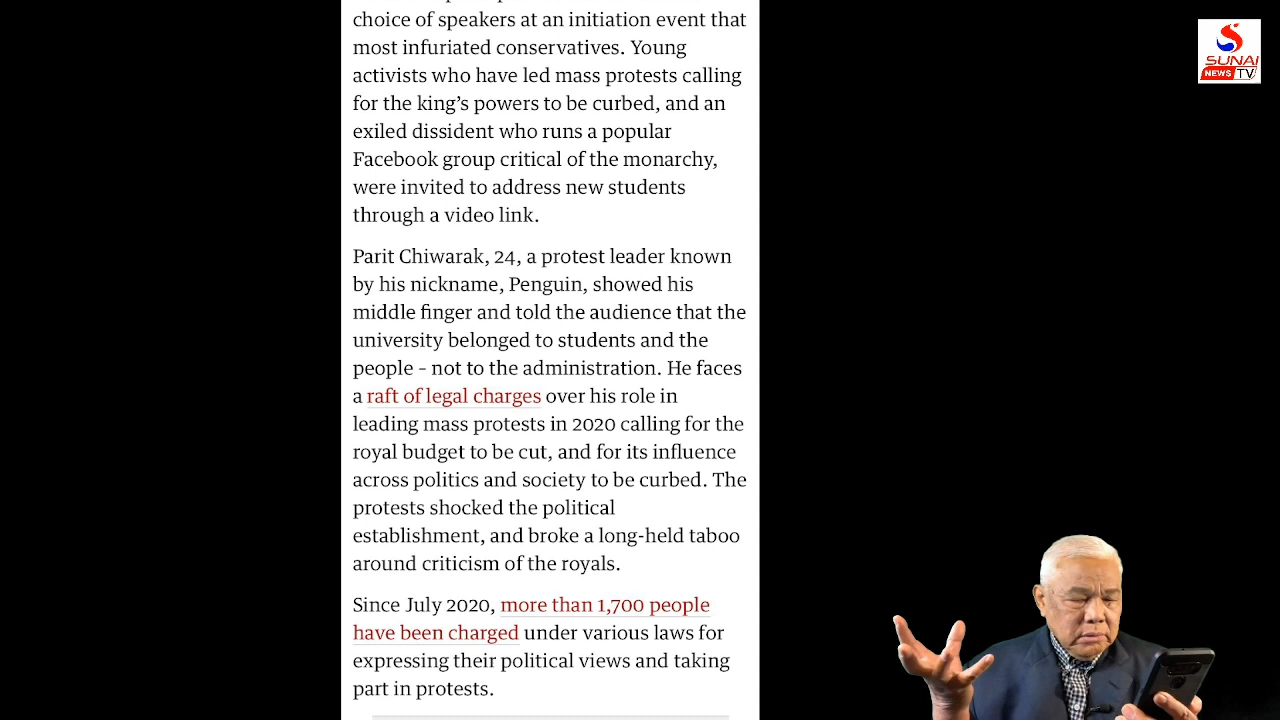 choice of speakers at an initiation event that
most infuriated conservatives. Young
activists who have led mass protests calling
for the king’s powers to be curbed, and an
exiled dissident who runs a popular
Facebook group critical of the monarchy,
were invited to address new students
through a video link.
Parit Chiwarak, 24, a protest leader known
by his nickname, Penguin, showed his
middle finger and told the audience that the
university belonged to students and the
people – not to the administration. He faces
a raft of legal charges over his role in
leading mass protests in 2020 calling for the
royal budget to be cut, and for its influence
across politics and society to be curbed. The
protests shocked the political
establishment, and broke a long-held taboo
around criticism of the royals.
Since July 2020, more than 1,700 people
have been charged under various laws for
expressing their political views and taking
part in protests.
SUNAI
NEWS TV